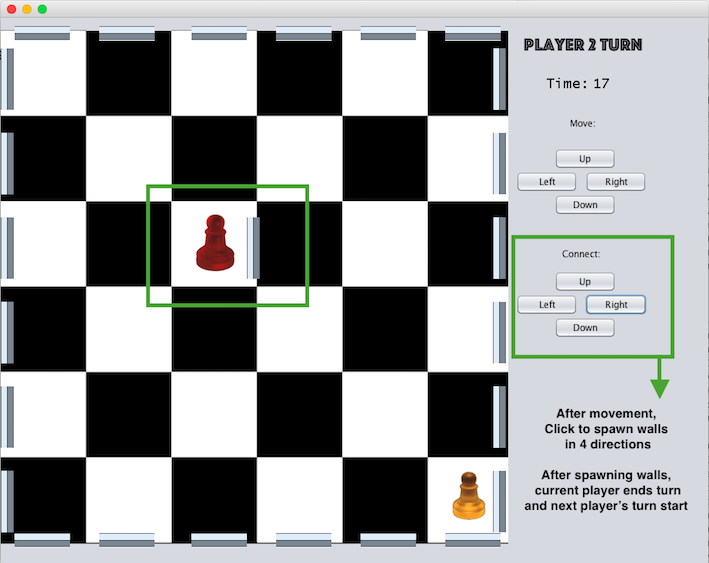 PLAYER 2 TURN
Time: 17
Move:
Up
Left Right
Down
Connect:
Up
Left Right
Down
After movement,
Click to spawn walls
in 4 directions
After spawning walls,
current player ends turn
and next player's turn start